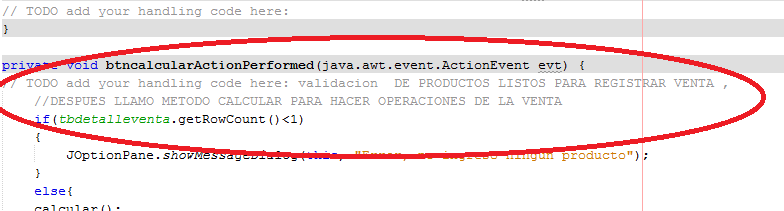 // TODO add your handling code here:
}
private void btncalcularActionPerformed(java.awt.event.ActionEvent evt) {
// TODO add your handling code here: validacion DE PRODUCTOS LISTOS PARA REGISTRAR VENTA ,
//DESPUES LLAMO METODO CALCULAR PARA HACER OPERACIONES DE LA VENTA
if(tbdetalleventa.getRowCount()<1)
{
JOptionPane.showMessageDialog(this, "Error, no ingreso ningun producto");
}
else{
calcular();